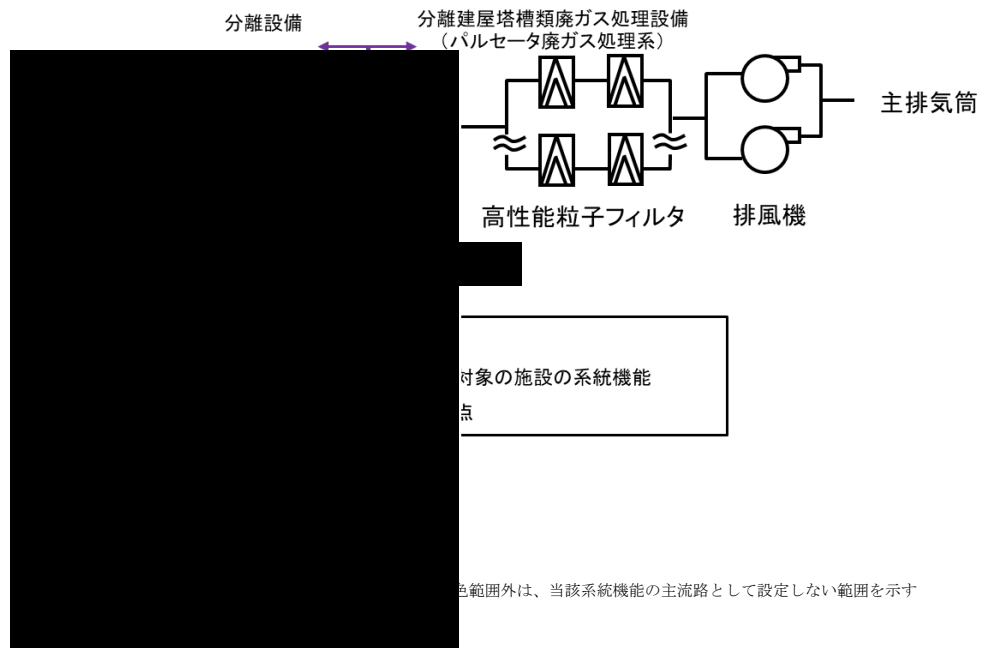 分離設備
分離建屋塔槽類廃ガス処理設備
（パルセータ廃ガス処理系）
主排気筒
高性能粒子フィルタ
排風機
対象の施設の系統機能
点
色範囲外は、当該系統機能の主流路として設定しない範囲を示す